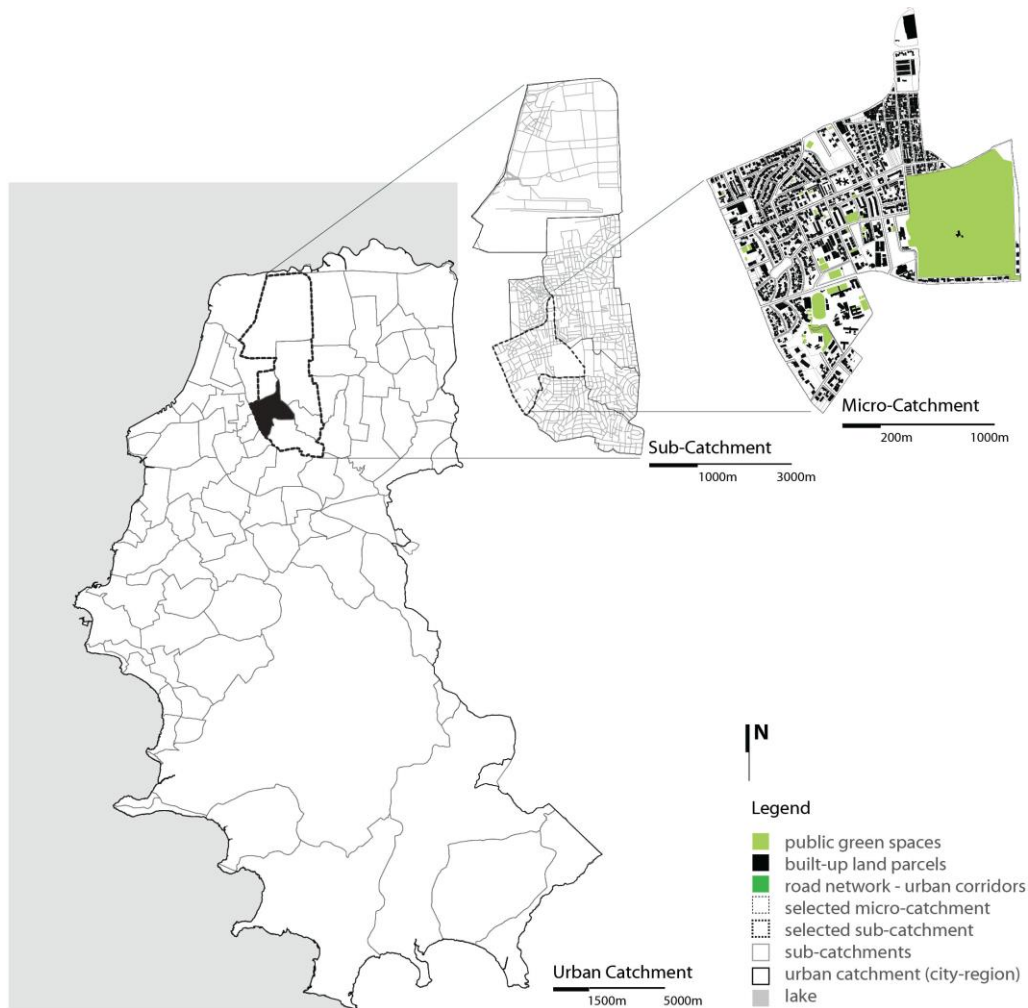 Micro-Catchment
200m 1000m
Sub-Catchment
1000m 3000m
N
Legend
public green spaces
built-up land parcels
road network - urban corridors
selected micro-catchment
selected sub-catchment
sub-catchments
urban catchment (city-region)
lake
Urban Catchment
1500m 5000m